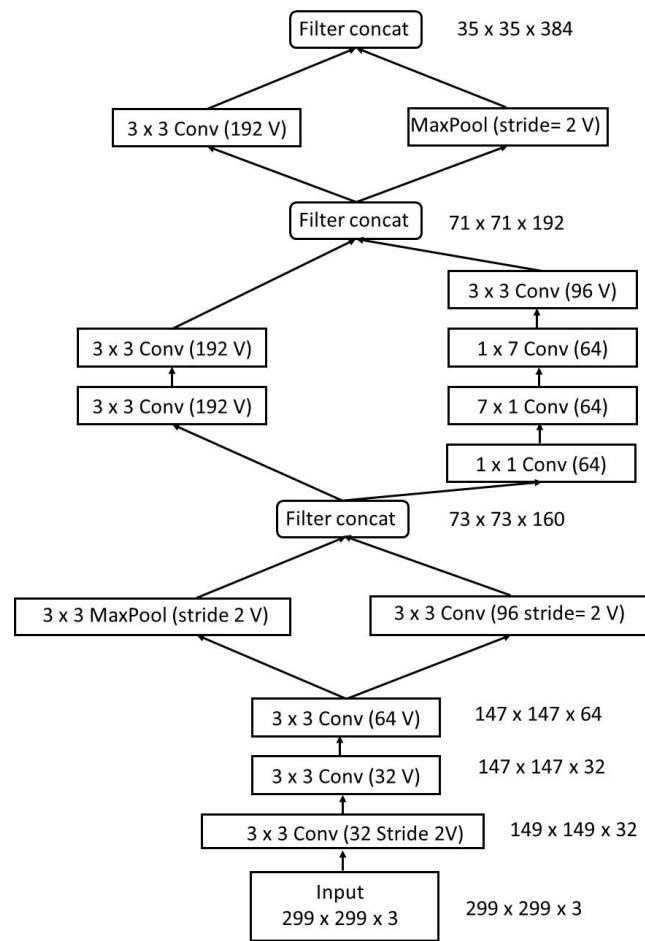 Filter concat 35 x 35 x 384
3 x 3 Conv (192 V) MaxPool (stride= 2 V)
Filter concat 71 x 71 x 192
3 x 3 Conv (96 V)
3 x 3 Conv (192 V) 1 x 7 Conv (64)
3 x 3 Conv (192 V) 7 x 1 Conv (64)
1 x 1 Conv (64)
Filter concat 73 x 73 x 160
3 x 3 MaxPool (stride 2 V) 3 x 3 Conv (96 stride= 2 V)
3 x 3 Conv (64 V) 147 x 147 x 64
3 x 3 Conv (32 V) 147 x 147 x 32
3 x 3 Conv (32 Stride 2V) 149 x 149 x 32
Input
299 x 299 x 3 299 x 299 x 3